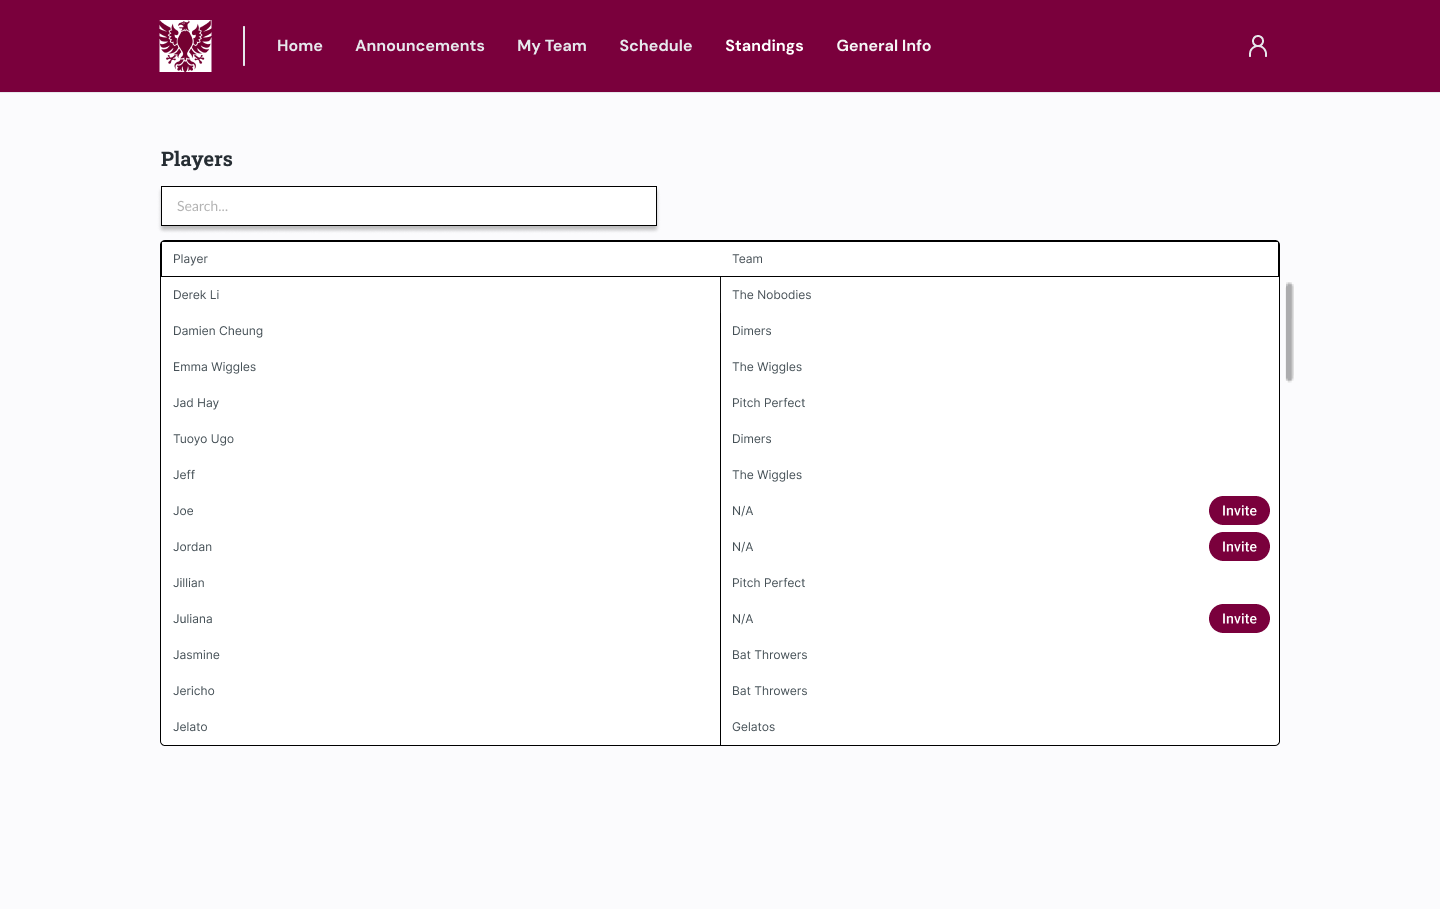 Home Announcements My Team Schedule Standings General Info
Players
Search...
Player Team
Derek Li The Nobodies
Damien Cheung Dimers
Emma Wiggles The Wiggles
Jad Hay Pitch Perfect
Tuoyo Ugo Dimers
Jeff The Wiggles
Joe N/A Invite
Jordan N/A Invite
Jillian Pitch Perfect
Juliana N/A Invite
Jasmine Bat Throwers
Jericho Bat Throwers
Jelato Gelatos